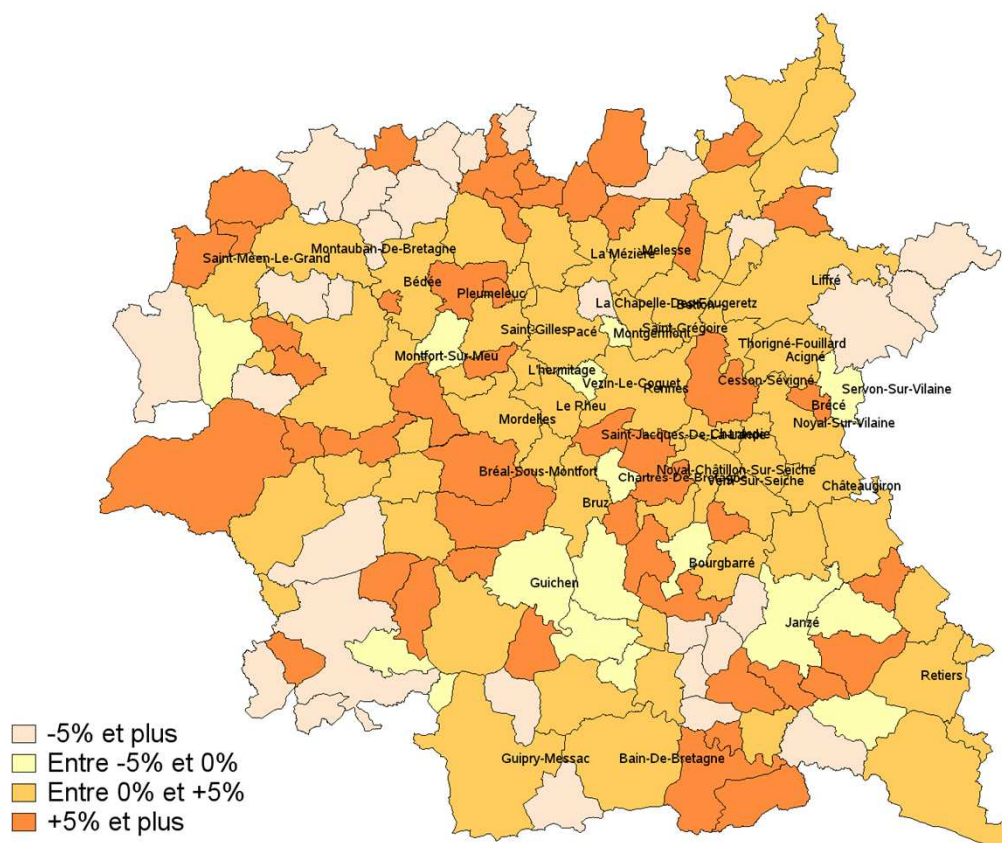 La Mézière
Melesse
Montauban-De-Bretagne
Saint-Méen-Le-Grand
Bédée
Liffré
Pleumeleuc
La Chapelle-Des-Fougeretz
Betton
Saint-Gilles
Pacé
Montgermont
Saint-Grégoire
Thorigné-Fouillard
Acigné
Montfort-Sur-Meu
L'hermitage
Vezin-Le-Coquet
Rennes
Cesson-Sévigné
Servon-Sur-Vilaine
Le Rheu
Brécé
Mordelles
Noyal-Sur-Vilaine
Saint-Jacques-De-La-Lande
Bréal-Sous-Montfort
Chartres-De-Bretagne
Noyal-Châtillon-Sur-Seiche
Vern-Sur-Seiche
Châteaugiron
Bruz
Bourgbarré
Guichen
Janzé
Retiers
Guipry-Messac
Bain-De-Bretagne
-5% et plus
Entre -5% et 0%
Entre 0% et +5%
+5% et plus